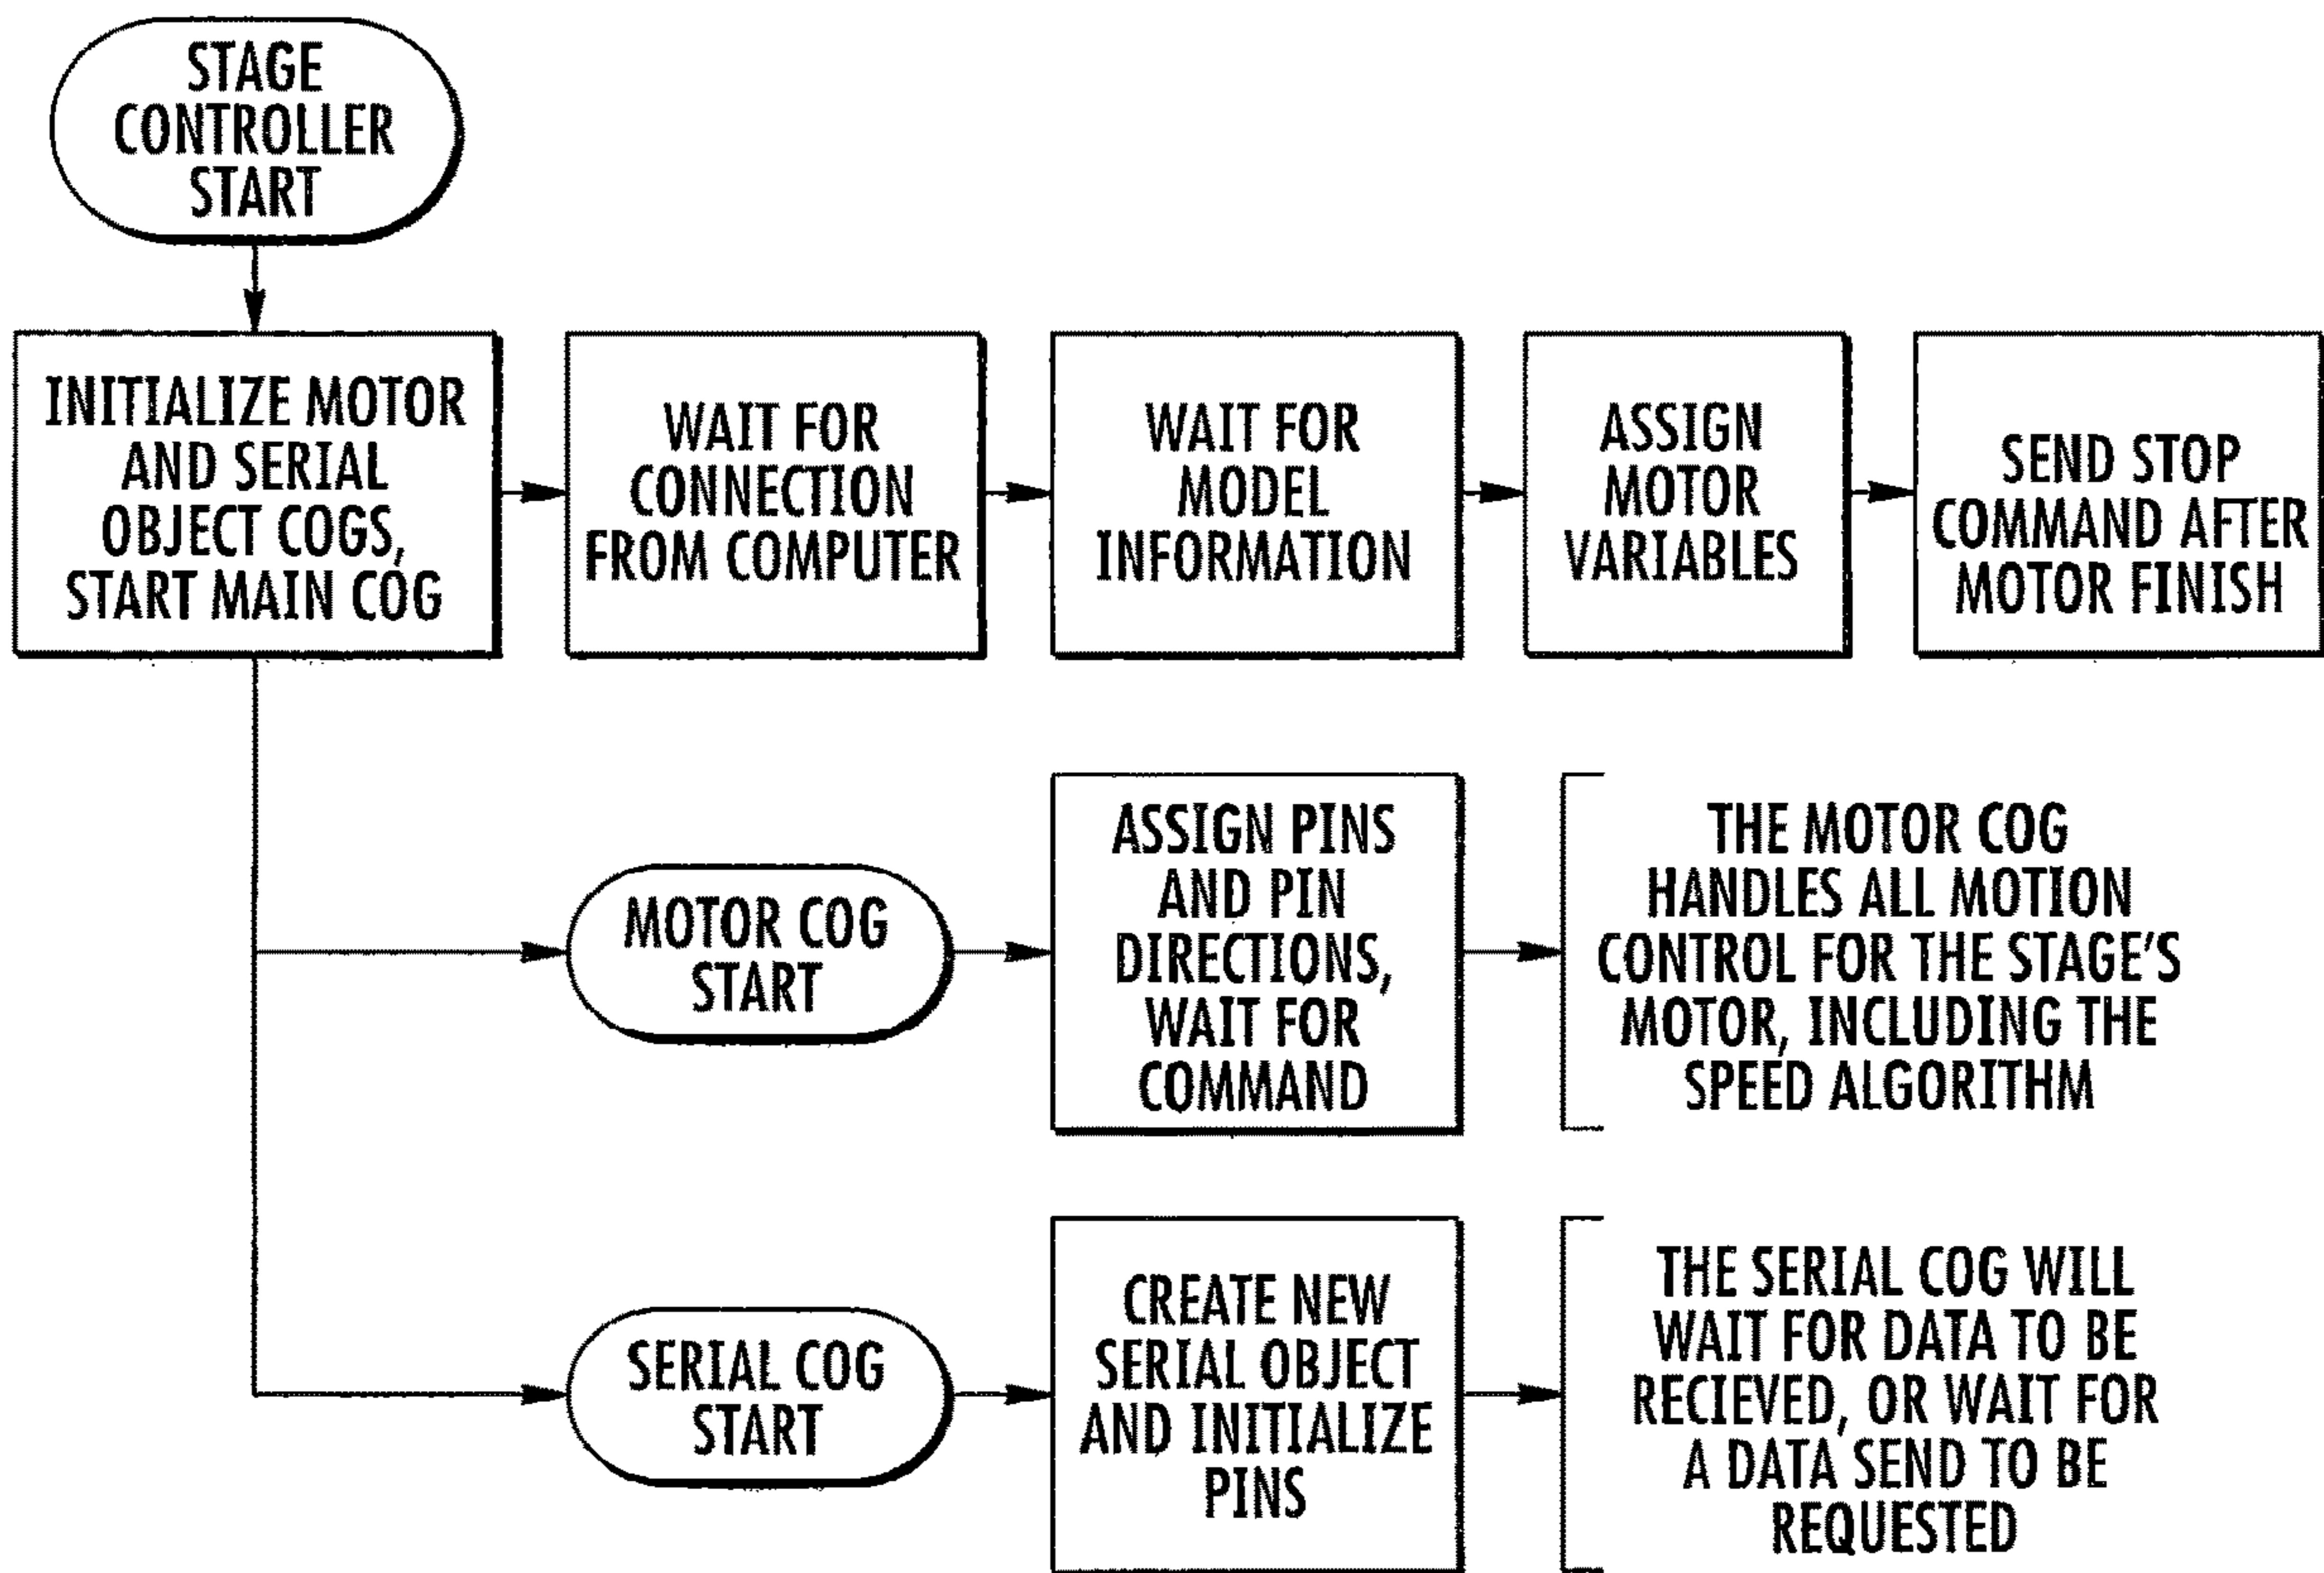 STAGE
CONTROLLER
START
INITIALIZE MOTOR
AND SERIAL
OBJECT COGS,
START MAIN COG
WAIT FOR
CONNECTION
FROM COMPUTER
WAIT FOR
MODEL
INFORMATION
ASSIGN
MOTOR
VARIABLES
SEND STOP
COMMAND AFTER
MOTOR FINISH
MOTOR COG
START
ASSIGN PINS
AND PIN
DIRECTIONS,
WAIT FOR
COMMAND
THE MOTOR COG
HANDLES ALL MOTION
CONTROL FOR THE STAGE'S
MOTOR, INCLUDING THE
SPEED ALGORITHM
SERIAL COG
START
CREATE NEW
SERIAL OBJECT
AND INITIALIZE
PINS
THE SERIAL COG WILL
WAIT FOR DATA TO BE
RECIEVED, OR WAIT FOR
A DATA SEND TO BE
REQUESTED